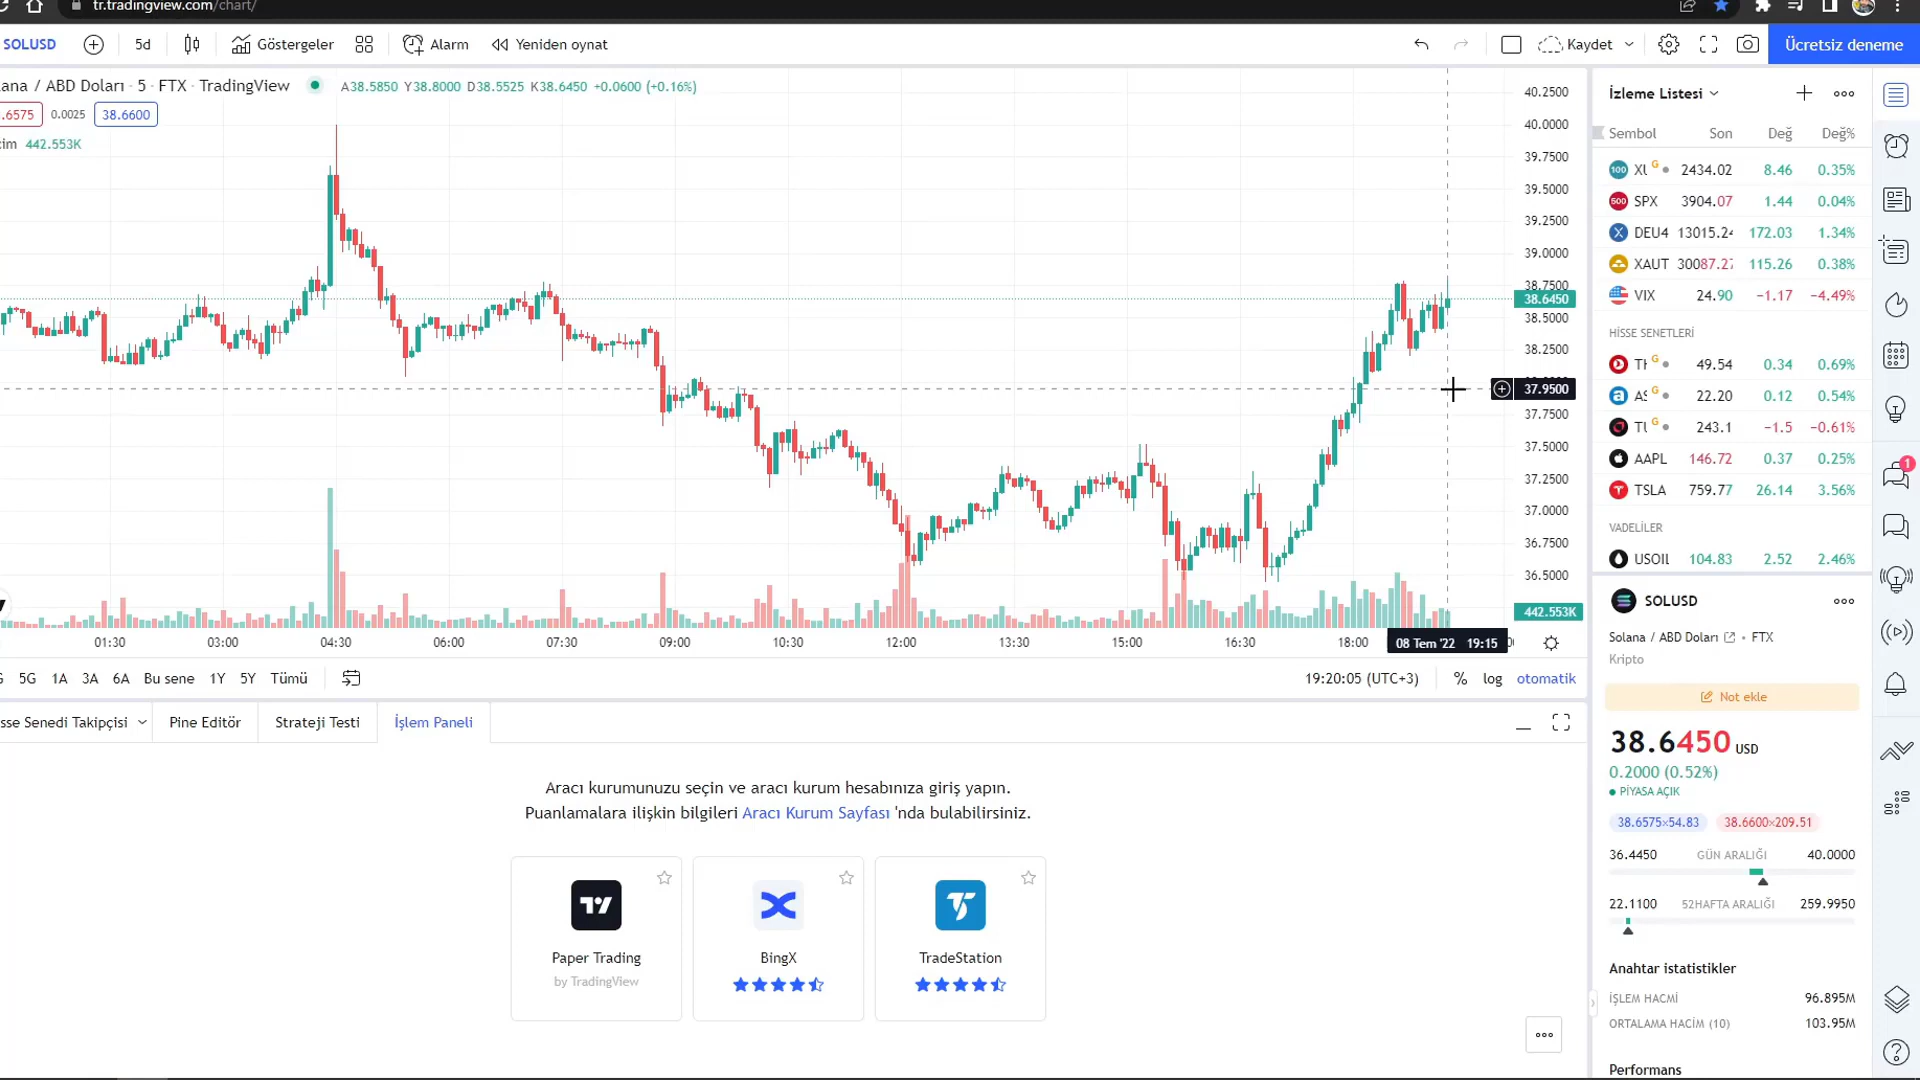 tr.tradingview.com/chart/
SOLUSD 5d Göstergeler Alarm Yeniden oynat Kaydet Ücretsiz deneme
lana / ABD Doları · 5 · FTX · TradingView A38.5850 Y38.8000 D38.5525 K38.6450 +0.0600 (+0.16%)
.6575 0.0025 38.6600
cim 442.553K
40.2500
40.0000
39.7500
39.5000
39.2500
39.0000
38.7500
38.6450
38.5000
38.2500
37.9500
37.7500
37.5000
37.2500
37.0000
36.7500
36.5000
442.553K
01:30 03:00 04:30 06:00 07:30 09:00 10:30 12:00 13:30 15:00 16:30 18:00 08 Tem '22 19:15
5G 1A 3A 6A Bu sene 1Y 5Y Tümü 19:20:05 (UTC+3) % log otomatik
sse Senedi Takipçisi Pine Editör Strateji Testi İşlem Paneli
Aracı kurumunuzu seçin ve aracı kurum hesabınıza giriş yapın.
Puanlamalara ilişkin bilgileri Aracı Kurum Sayfası 'nda bulabilirsiniz.
Paper Trading
by TradingView
BingX
TradeStation
İzleme Listesi
Sembol Son Değ Değ%
100 XU G 2434.02 8.46 0.35%
500 SPX 3904.07 1.44 0.04%
X DEU4 13015.24 172.03 1.34%
XAUT 30087.27 115.26 0.38%
VIX 24.90 −1.17 −4.49%
HİSSE SENETLERİ
TH G 49.54 0.34 0.69%
a AS G 22.20 0.12 0.54%
TU G 243.1 −1.5 −0.61%
AAPL 146.72 0.37 0.25%
TSLA 759.77 26.14 3.56%
VADELİLER
USOIL 104.83 2.52 2.46%
SOLUSD
Solana / ABD Doları • FTX
Kripto
Not ekle
38.6450 USD
0.2000 (0.52%)
PİYASA AÇIK
38.6575×54.83 38.6600×209.51
36.4450 GÜN ARALIĞI 40.0000
22.1100 52HAFTA ARALIĞI 259.9950
Anahtar istatistikler
İŞLEM HACMİ 96.895M
ORTALAMA HACİM (10) 103.95M
Performans
1